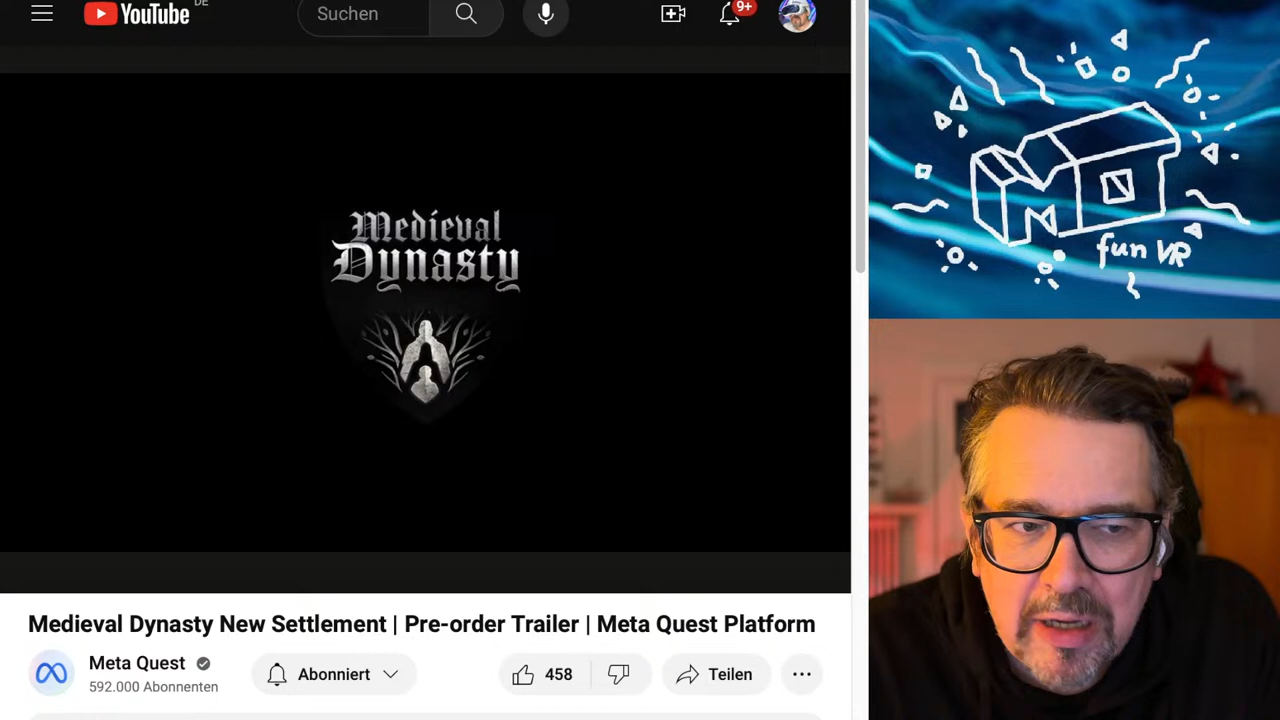 DE
YouTube
Suchen
9+
Medieval
Dynasty
fun VR
Medieval Dynasty New Settlement | Pre-order Trailer | Meta Quest Platform
Meta Quest
592.000 Abonnenten
Abonniert
458
Teilen